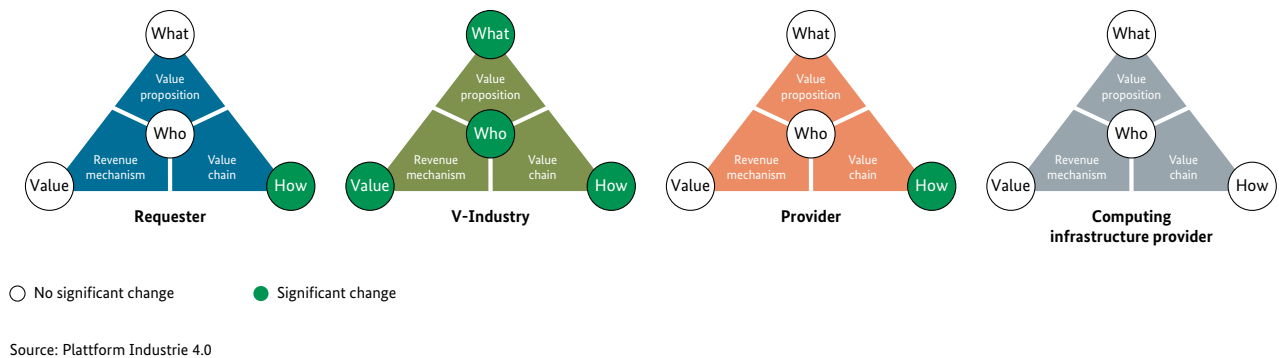 What
Value
proposition
Who
Revenue
mechanism
Value
chain
Value
How
Requester
What
Value
proposition
Who
Revenue
mechanism
Value
chain
Value
How
V-Industry
What
Value
proposition
Who
Revenue
mechanism
Value
chain
Value
How
Provider
What
Value
proposition
Who
Revenue
mechanism
Value
chain
Value
How
Computing
infrastructure provider
No significant change
Significant change
Source: Plattform Industrie 4.0